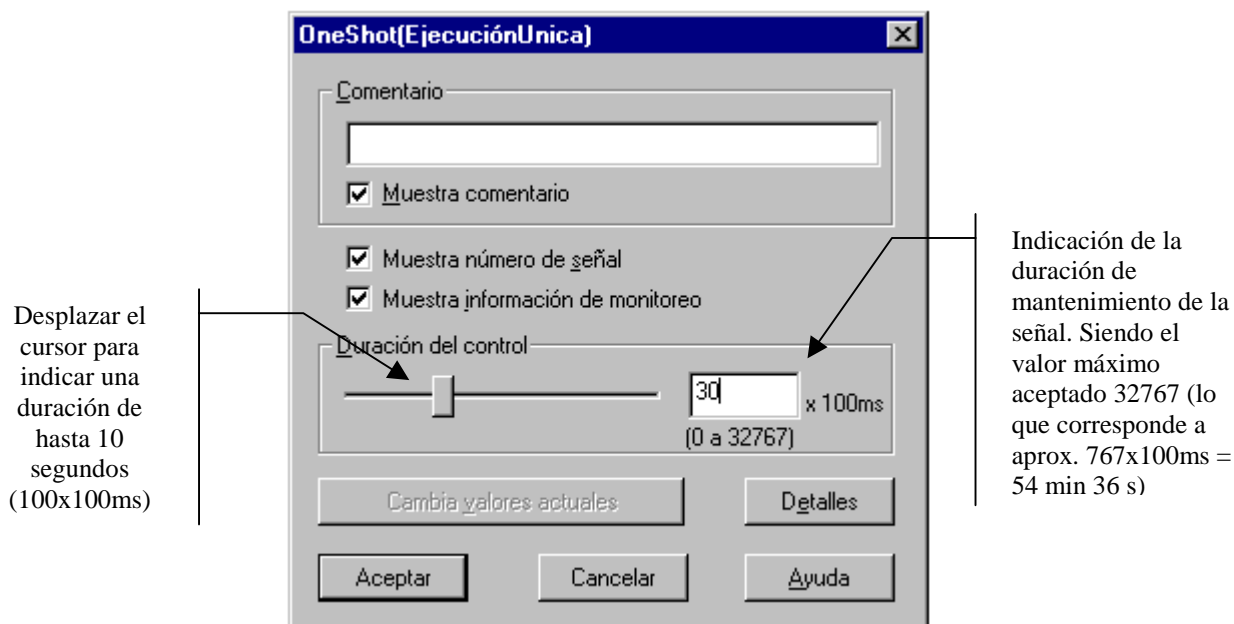 OneShot(EjecuciónUnica)
Comentario
Muestra comentario
Muestra número de señal
Muestra información de monitoreo
Duración del control
30
x 100ms
(0 a 32767)
Cambia valores actuales
Detalles
Aceptar
Cancelar
Ayuda
Desplazar el
cursor para
indicar una
duración de
hasta 10
segundos
(100x100ms)
Indicación de la
duración de
mantenimiento de la
señal. Siendo el
valor máximo
aceptado 32767 (lo
que corresponde a
aprox. 767x100ms =
54 min 36 s)